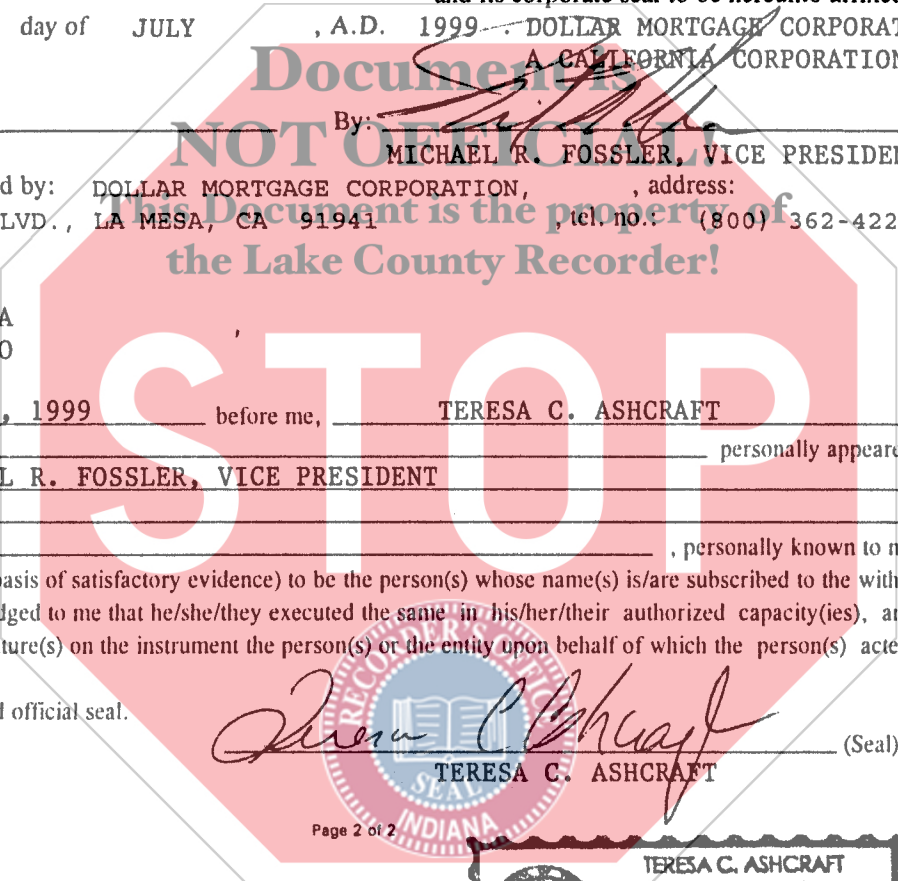 and its corporate seal to be hereunto affixed
day of JULY , A.D. 1999 . DOLLAR MORTGAGE CORPORAT
A CALIFORNIA CORPORATION
Document is
By:
NOT OFFICIAL
MICHAEL R. FOSSLER, VICE PRESIDEN
d by: DOLLAR MORTGAGE CORPORATION, , address:
LVD., LA MESA, CA 91941 , tel. no.: (800) 362-422
This Document is the property of
the Lake County Recorder!
A
O
STOP
, 1999 before me, TERESA C. ASHCRAFT
personally appeare
L R. FOSSLER, VICE PRESIDENT
, personally known to m
basis of satisfactory evidence) to be the person(s) whose name(s) is/are subscribed to the with
dged to me that he/she/they executed the same in his/her/their authorized capacity(ies), an
ture(s) on the instrument the person(s) or the entity upon behalf of which the person(s) acte
RECORDER'S OFFICE
d official seal.
Teresa C Ashcraft
(Seal)
TERESA C. ASHCRAFT
SEAL
INDIANA
Page 2 of 2
TERESA C. ASHCRAFT